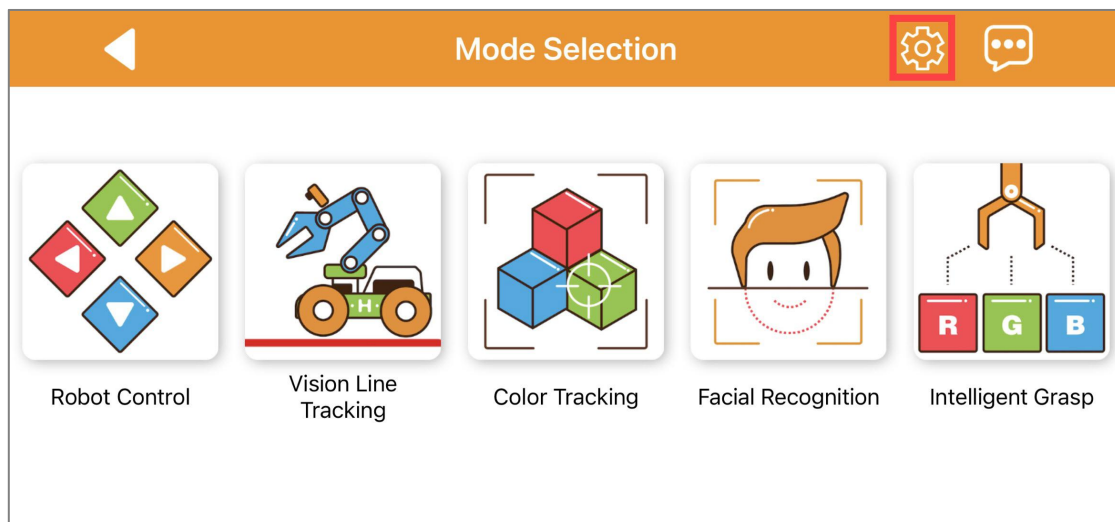 Mode Selection
H
R G B
Robot Control
Vision Line
Tracking
Color Tracking
Facial Recognition
Intelligent Grasp